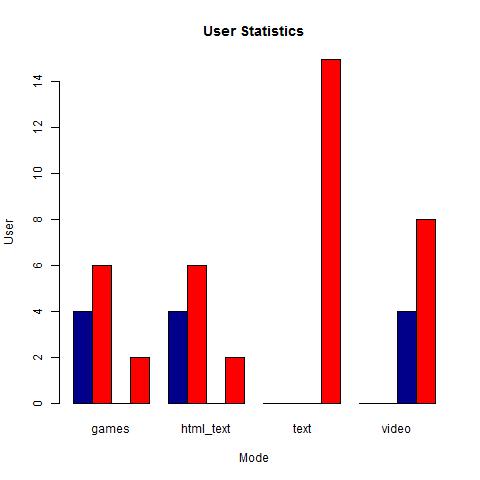 User Statistics
14
12
10
8
6
4
2
0
User
games
html_text
text
video
Mode